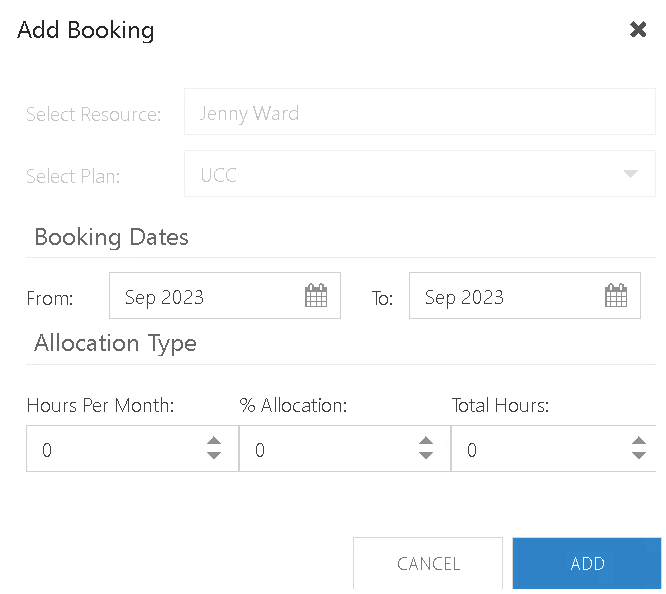 Add Booking
Select Resource: Jenny Ward
Select Plan: UCC
Booking Dates
From: Sep 2023 To: Sep 2023
Allocation Type
Hours Per Month: % Allocation: Total Hours:
0 0 0
CANCEL ADD